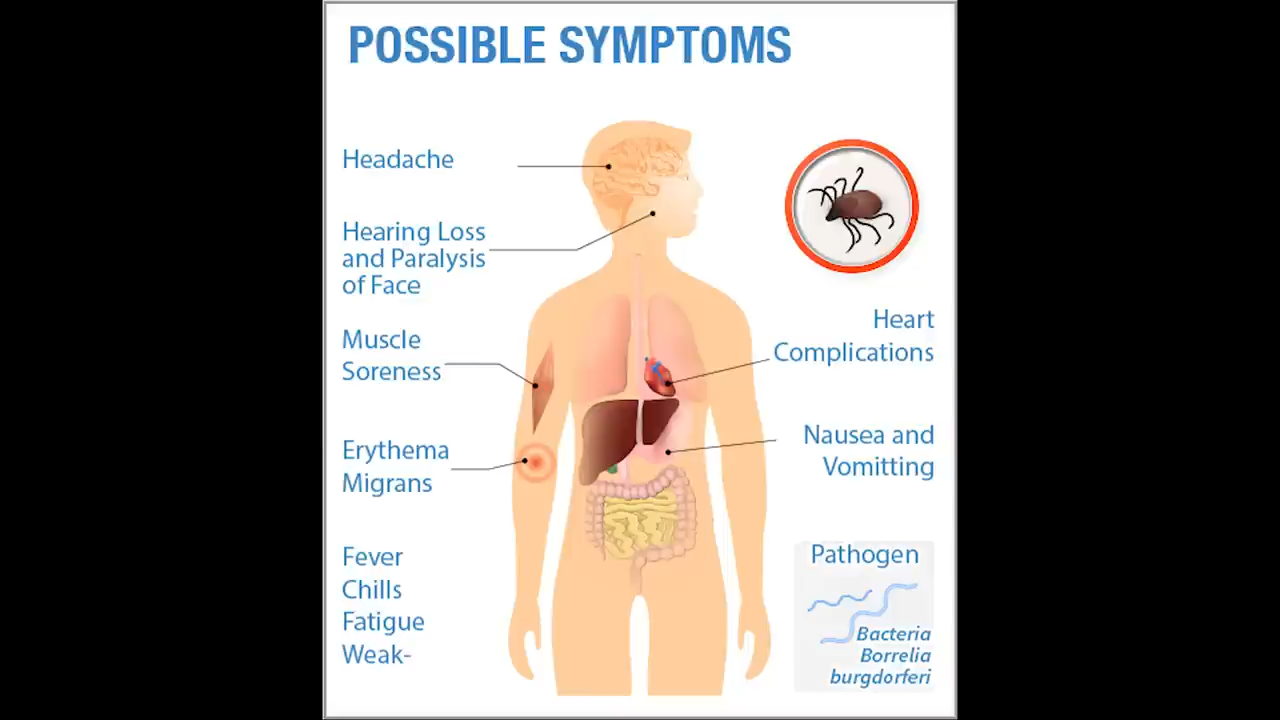 POSSIBLE SYMPTOMS
Headache
Hearing Loss
and Paralysis
of Face
Muscle
Soreness
Erythema
Migrans
Fever
Chills
Fatigue
Weak-
Heart
Complications
Nausea and
Vomitting
Pathogen
Bacteria
Borrelia
burgdorferi